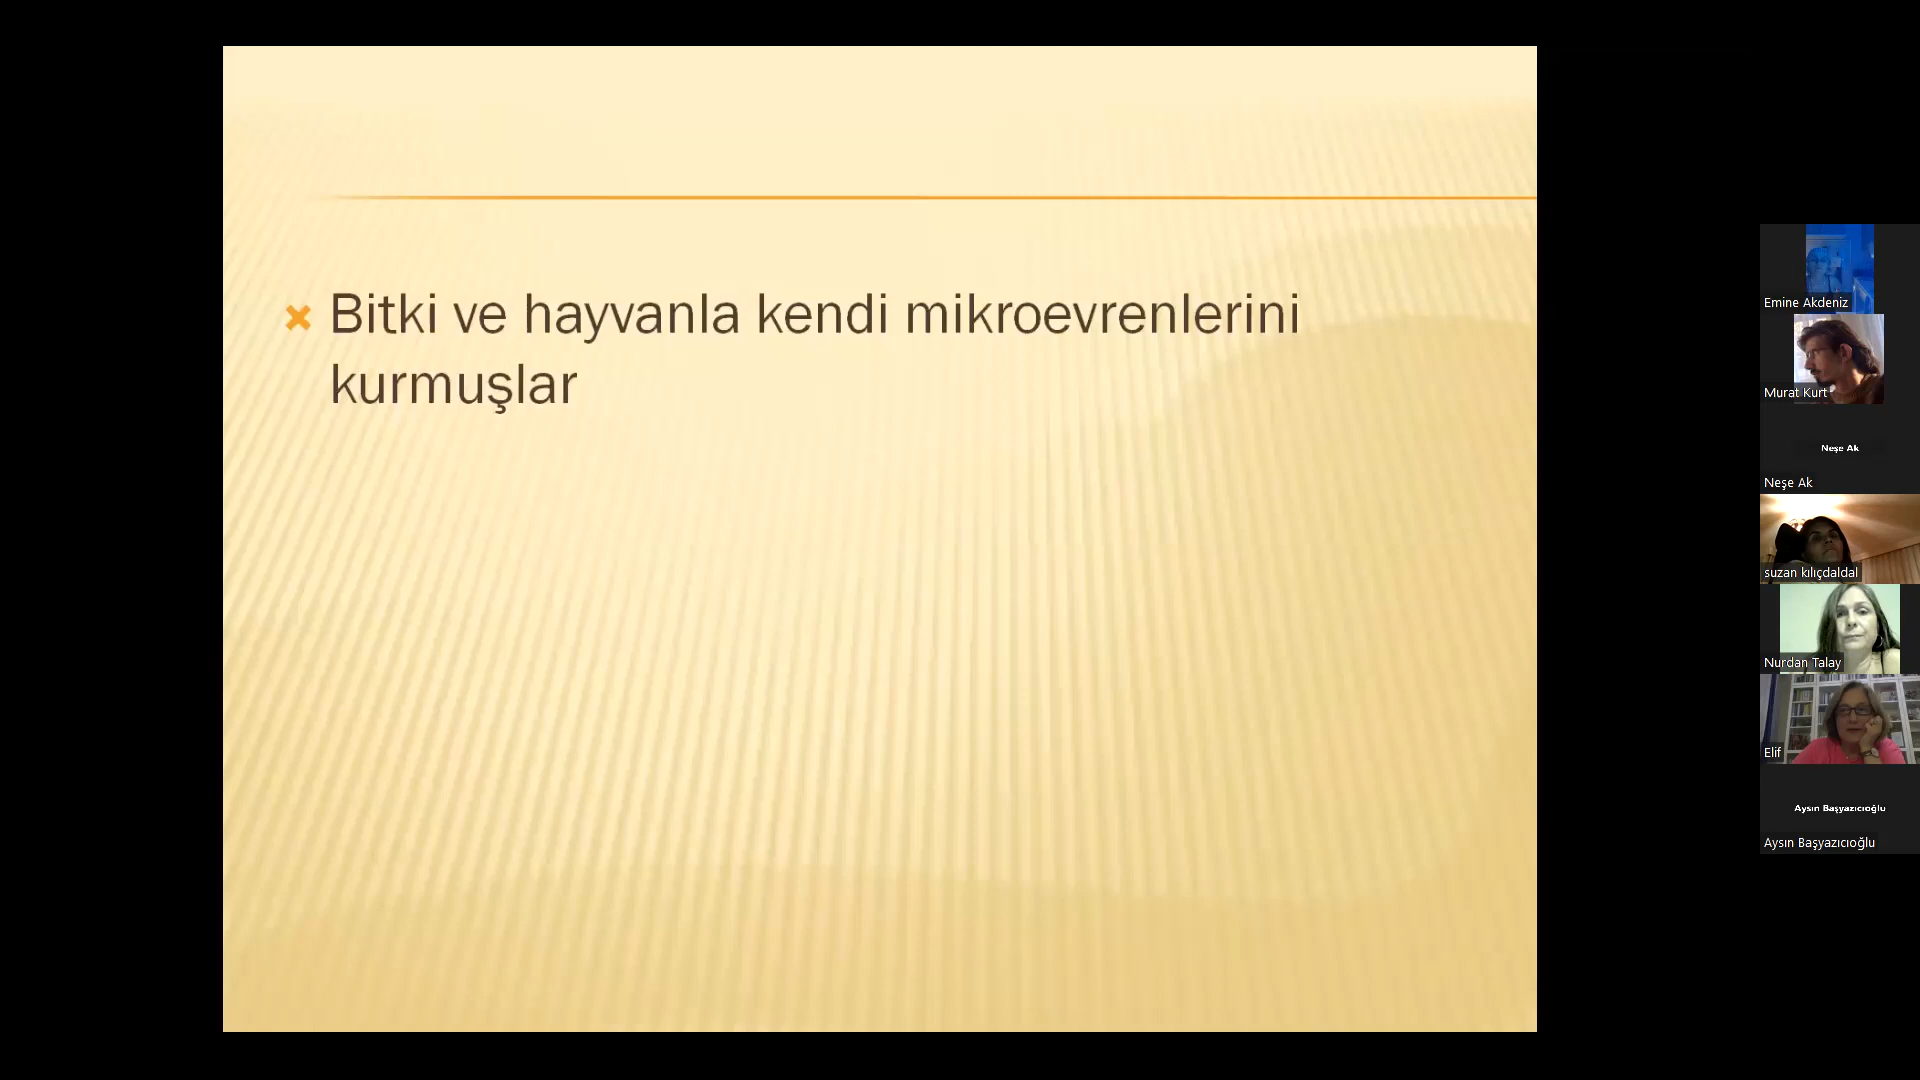 Bitki ve hayvanla kendi mikroevrenlerini
kurmuşlar
Emine Akdeniz
Murat Kurt
Neşe Ak
Neşe Ak
suzan kılıçdaldal
Nurdan Talay
Elif
Aysın Başyazıcıoğlu
Aysın Başyazıcıoğlu